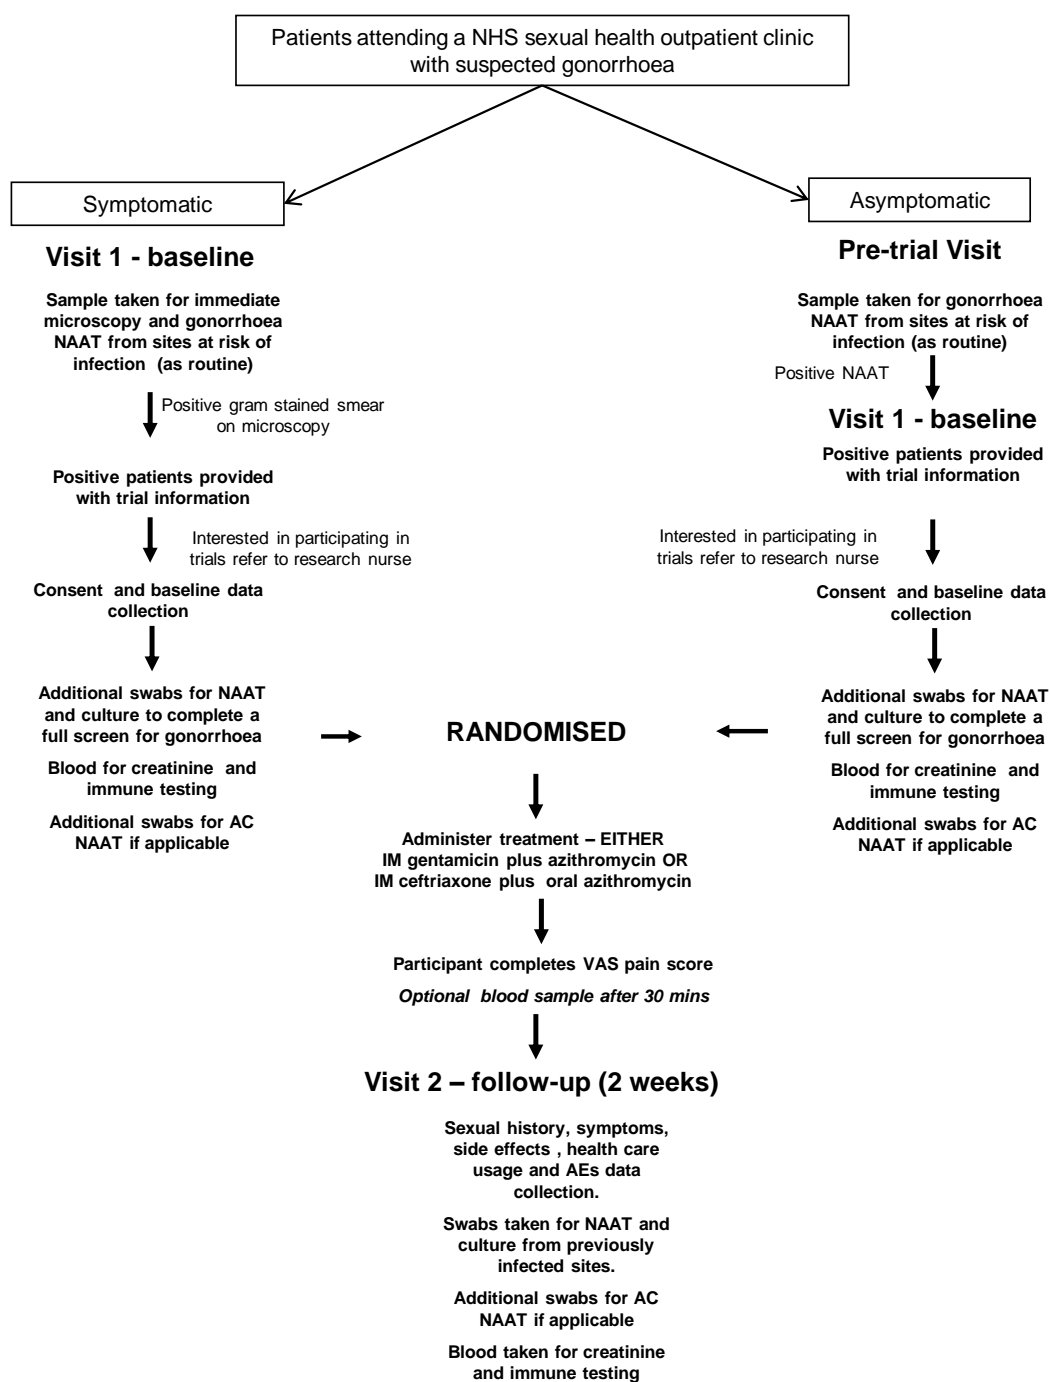 Patients attending a NHS sexual health outpatient clinic
with suspected gonorrhoea
Symptomatic
Visit 1 - baseline
Sample taken for immediate
microscopy and gonorrhoea
NAAT from sites at risk of
infection (as routine)
Positive gram stained smear
on microscopy
Positive patients provided
with trial information
Interested in participating in
trials refer to research nurse
Consent and baseline data
collection
Additional swabs for NAAT
and culture to complete a
full screen for gonorrhoea
Blood for creatinine and
immune testing
Additional swabs for AC
NAAT if applicable
Asymptomatic
Pre-trial Visit
Sample taken for gonorrhoea
NAAT from sites at risk of
infection (as routine)
Positive NAAT
Visit 1 - baseline
Positive patients provided
with trial information
Interested in participating in
trials refer to research nurse
Consent and baseline data
collection
Additional swabs for NAAT
and culture to complete a
full screen for gonorrhoea
Blood for creatinine and
immune testing
Additional swabs for AC
NAAT if applicable
RANDOMISED
Administer treatment – EITHER
IM gentamicin plus azithromycin OR
IM ceftriaxone plus oral azithromycin
Participant completes VAS pain score
Optional blood sample after 30 mins
Visit 2 – follow-up (2 weeks)
Sexual history, symptoms,
side effects , health care
usage and AEs data
collection.
Swabs taken for NAAT and
culture from previously
infected sites.
Additional swabs for AC
NAAT if applicable
Blood taken for creatinine
and immune testing